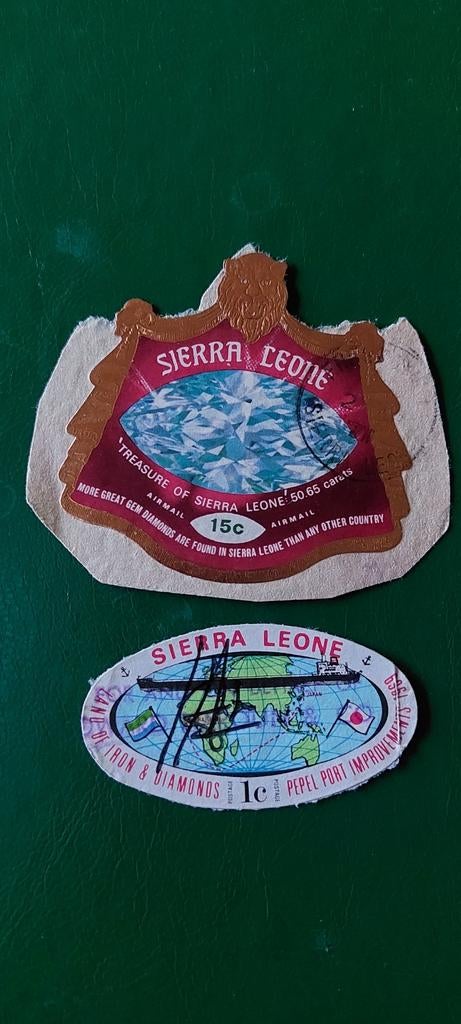 SIERRA LEONE
'TREASURE OF SIERRA LEONE' 50.65 carats
AIRMAIL 15c AIRMAIL
MORE GREAT GEM DIAMONDS ARE FOUND IN SIERRA LEONE THAN ANY OTHER COUNTRY
SIERRA LEONE
LAND OF IRON & DIAMONDS
POSTAGE 1c POSTAGE
PEPEL PORT IMPROVEMENTS 1969